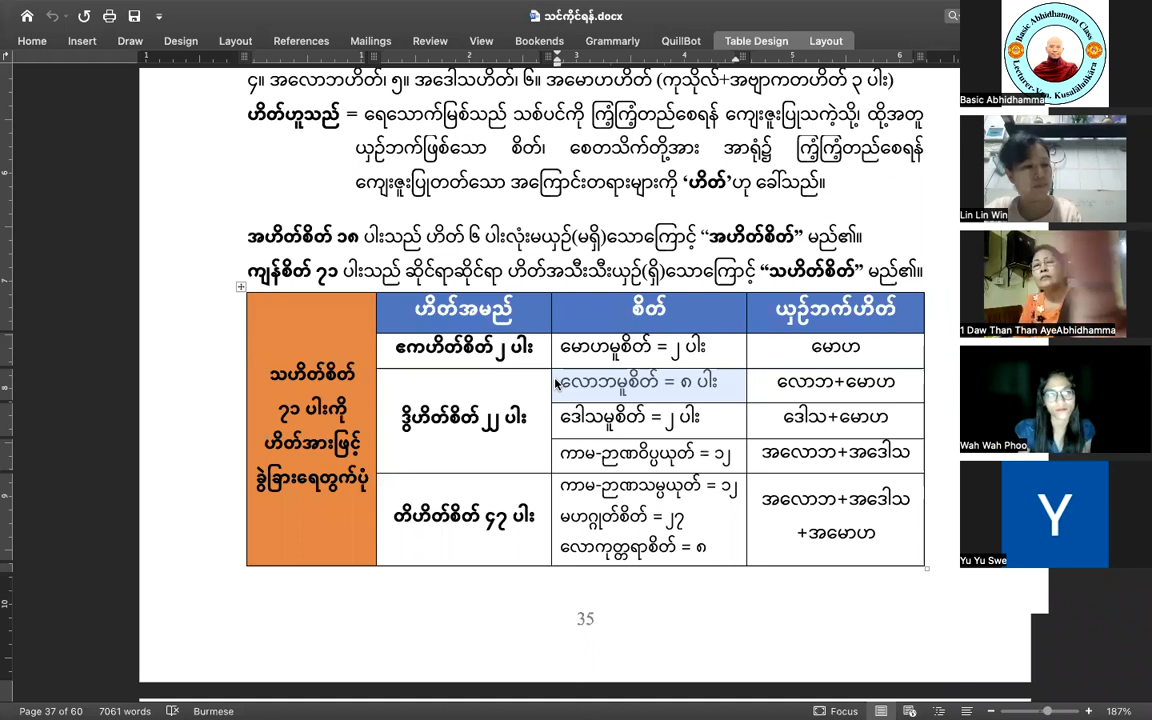 သင်ကိုင်ရန်.docx
Home Insert Draw Design Layout References Mailings Review View Bookends Grammarly QuillBot Table Design Layout
၄။ အလောဘဟိတ်၊ ၅။ အဒေါသဟိတ်၊ ၆။ အမောဟဟိတ် (ကုသိုလ်+အဗျာကတဟိတ် ၃ ပါး)
ဟိတ်ဟူသည် = ရေသောက်မြစ်သည် သစ်ပင်ကို ကြံ့ကြံ့တည်စေရန် ကျေးဇူးပြုသကဲ့သို့၊ ထို့အတူ
ယှဉ်ဘက်ဖြစ်သော စိတ်၊ စေတသိက်တို့အား အာရုံ၌ ကြံ့ကြံ့တည်စေရန်
ကျေးဇူးပြုတတ်သော အကြောင်းတရားများကို ‘ဟိတ်’ဟု ခေါ်သည်။
အဟိတ်စိတ် ၁၈ ပါးသည် ဟိတ် ၆ ပါးလုံးမယှဉ်(မရှိ)သောကြောင့် “အဟိတ်စိတ်” မည်၏။
ကျန်စိတ် ၇၁ ပါးသည် ဆိုင်ရာဆိုင်ရာ ဟိတ်အသီးသီးယှဉ်(ရှိ)သောကြောင့် “သဟိတ်စိတ်” မည်၏။
သဟိတ်စိတ်
၇၁ ပါးကို
ဟိတ်အားဖြင့်
ခွဲခြားရေတွက်ပုံ
ဟိတ်အမည် စိတ် ယှဉ်ဘက်ဟိတ်
ဧကဟိတ်စိတ်၂ ပါး မောဟမူစိတ် =၂ ပါး မောဟ
ဒွိဟိတ်စိတ်၂၂ ပါး လောဘမူစိတ် = ၈ ပါး လောဘ+မောဟ
ဒေါသမူစိတ် =၂ ပါး ဒေါသ+မောဟ
ကာမ-ဉာဏဝိပ္ပယုတ် = ၁၂ အလောဘ+အဒေါသ
တိဟိတ်စိတ် ၄၇ ပါး ကာမ-ဉာဏသမ္ပယုတ် = ၁၂ အလောဘ+အဒေါသ
မဟဂ္ဂုတ်စိတ် =၂၇ +အမောဟ
လောကုတ္တရာစိတ် = ၈
35
Page 37 of 60 7061 words Burmese Focus 187%
Basic Abhidhamma Class
Lecturer-Ven. Kusalālaṅkāra
Basic Abhidhamma
Lin Lin Win
1 Daw Than Than AyeAbhidhamma
Wah Wah Phoo
Y
Yu Yu Swe